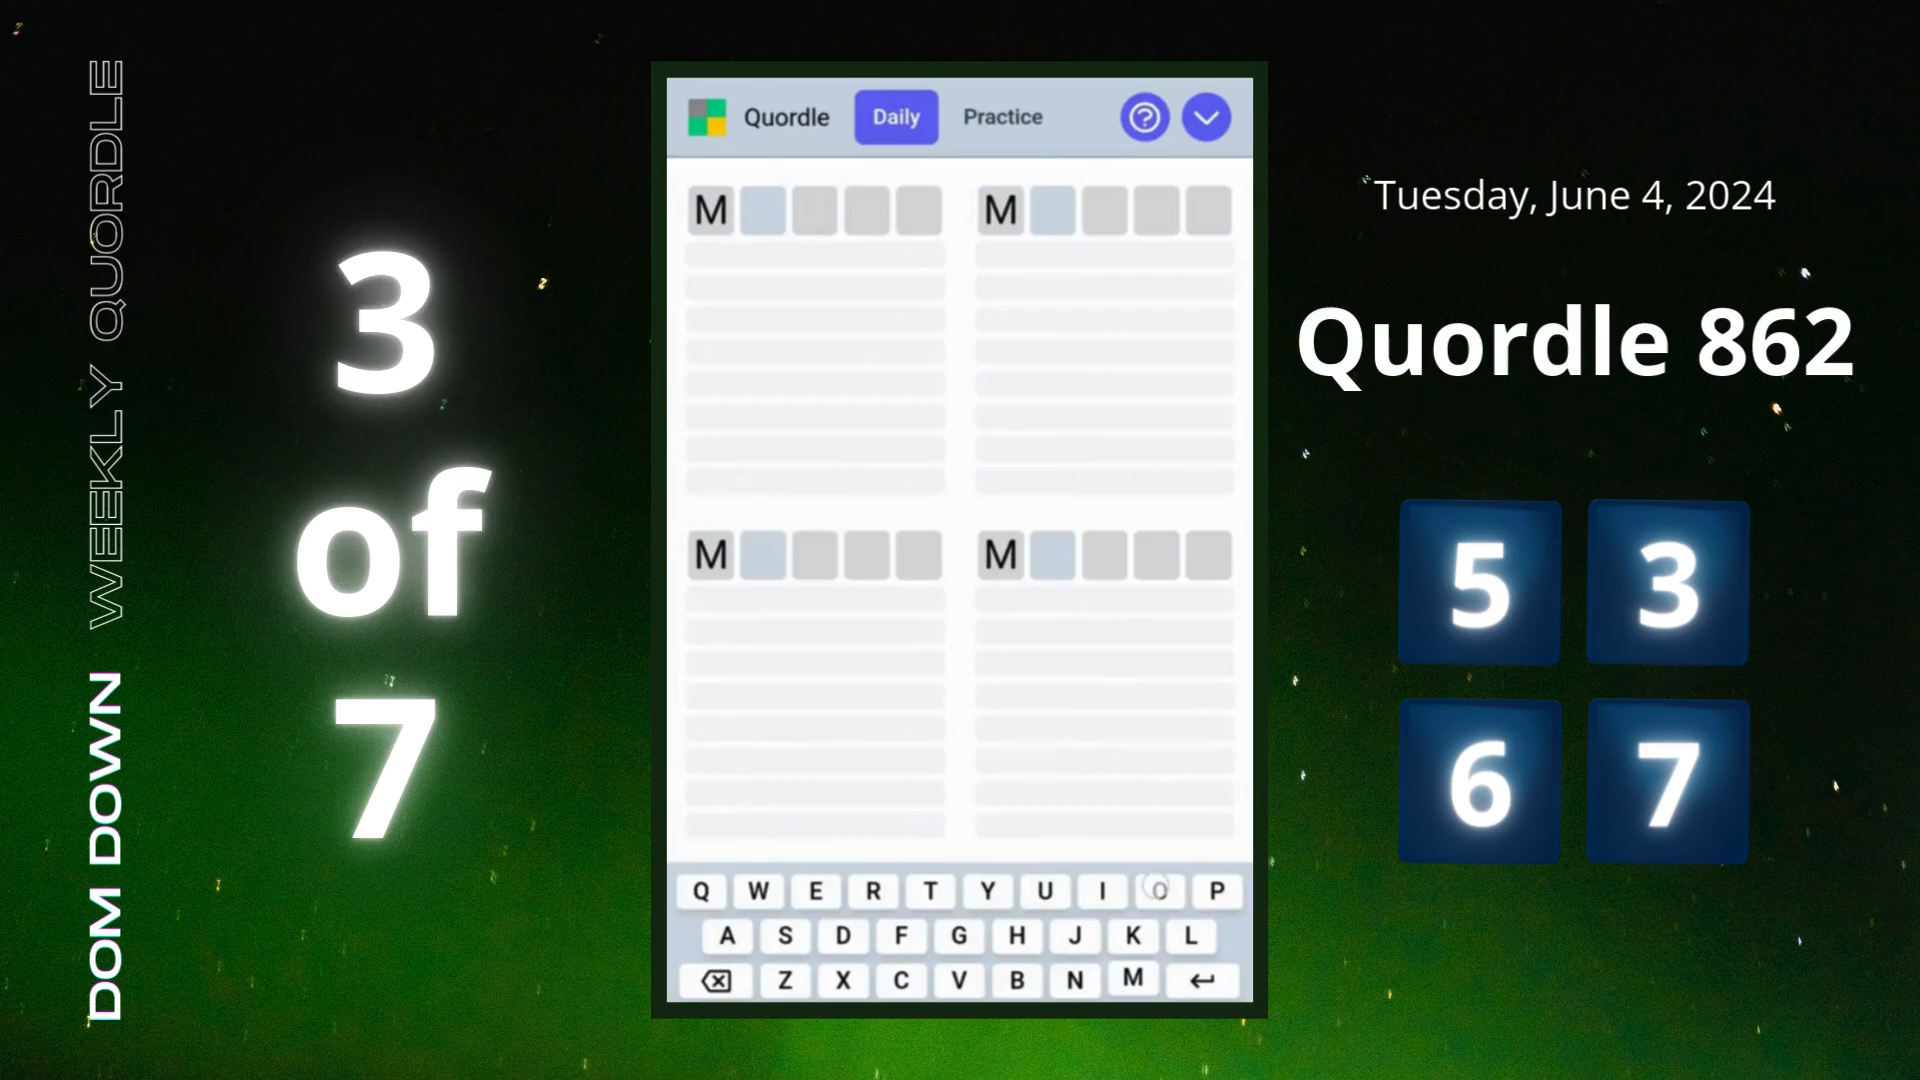 DOM DOWN WEEKLY QUORDLE
3
of
7
Quordle Daily Practice
M M
M M
Q W E R T Y U I O P
A S D F G H J K L
Z X C V B N M
Tuesday, June 4, 2024
Quordle 862
5 3
6 7